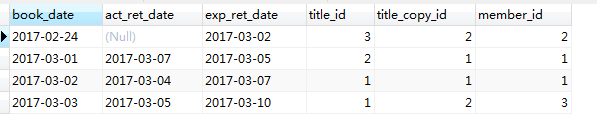 book_date act_ret_date exp_ret_date title_id title_copy_id member_id
2017-02-24 (Null) 2017-03-02 3 2 2
2017-03-01 2017-03-07 2017-03-05 2 1 1
2017-03-02 2017-03-04 2017-03-07 1 1 1
2017-03-03 2017-03-05 2017-03-10 1 2 3